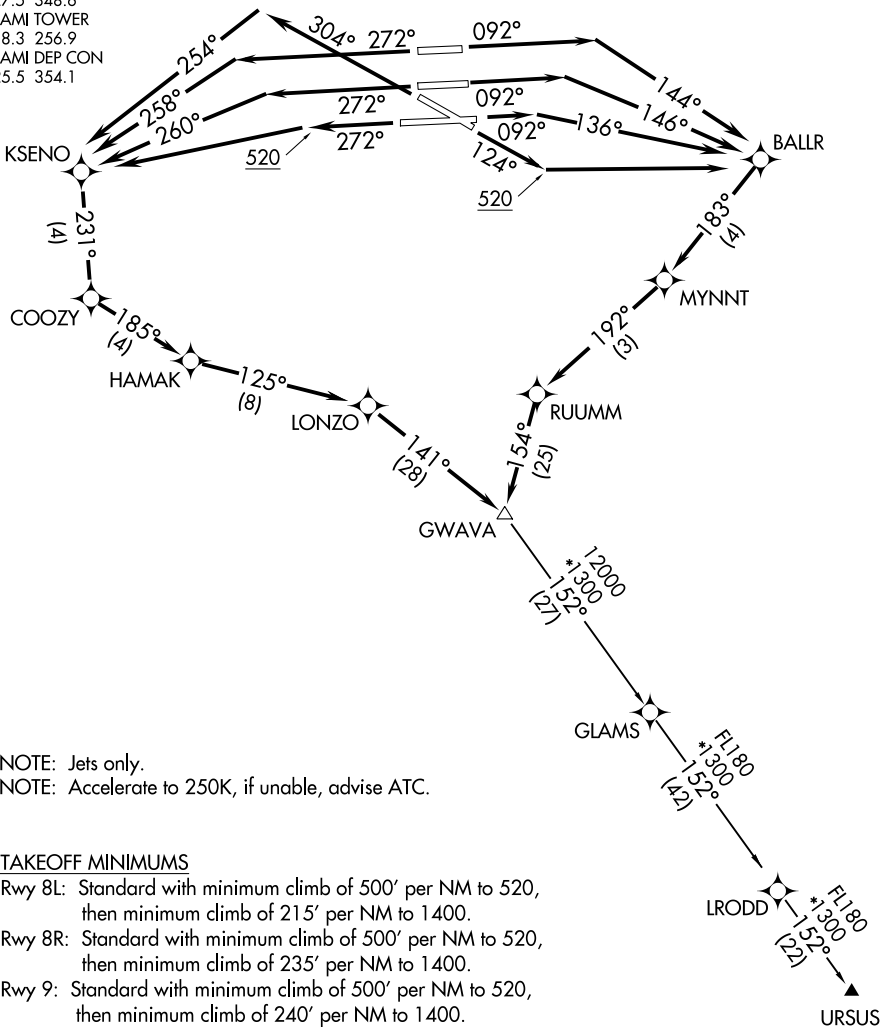 AMI TOWER
8.3 256.9
AMI DEP CON
5.5 354.1
304°
272°
092°
254°
144°
258°
272°
092°
146°
260°
272°
092°
136°
KSENO
520
124°
BALLR
520
231°
(4)
183°
(4)
COOZY
185°
(4)
MYNNT
192°
(3)
HAMAK
125°
(8)
LONZO
RUUMM
141°
(28)
154°
(25)
GWAVA
12000
*1300
152°
(27)
GLAMS
NOTE: Jets only.
NOTE: Accelerate to 250K, if unable, advise ATC.
FL180
*1300
152°
(42)
TAKEOFF MINIMUMS
Rwy 8L: Standard with minimum climb of 500' per NM to 520,
then minimum climb of 215' per NM to 1400.
Rwy 8R: Standard with minimum climb of 500' per NM to 520,
then minimum climb of 235' per NM to 1400.
Rwy 9: Standard with minimum climb of 500' per NM to 520,
then minimum climb of 240' per NM to 1400.
LRODD
FL180
*1300
152°
(22)
URSUS